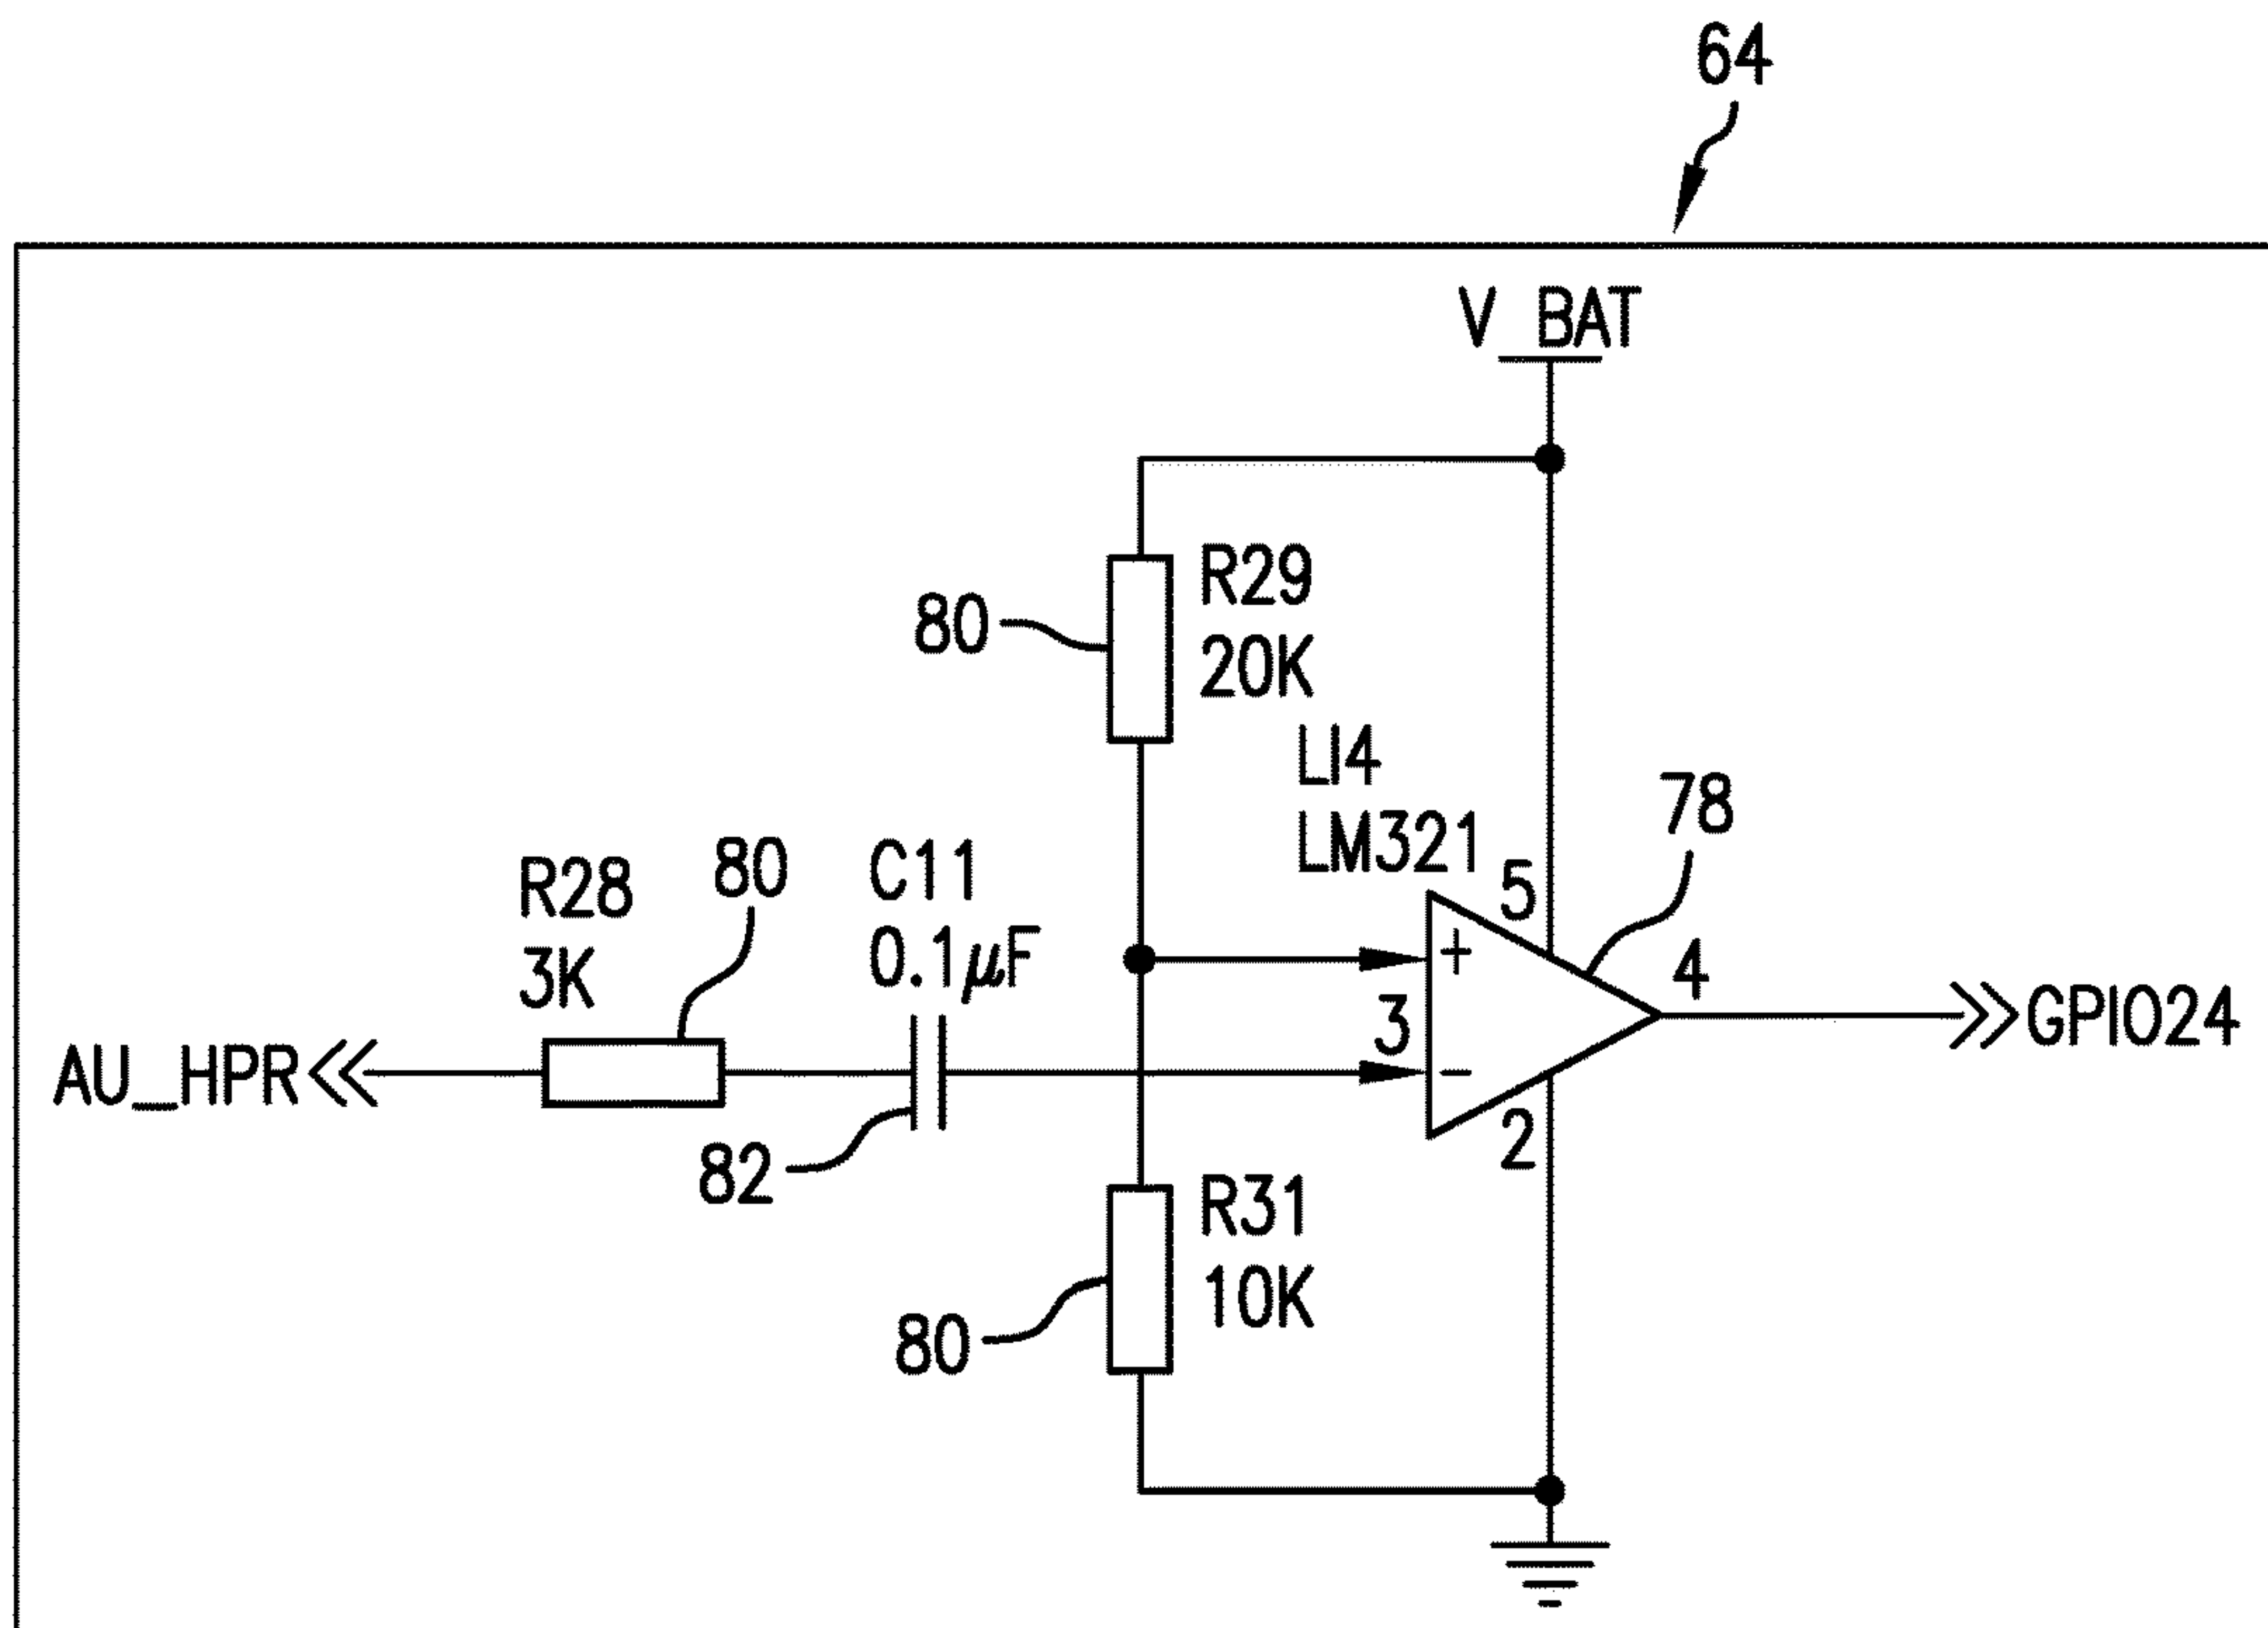 64
V_BAT
80
R29
20K
LI4
LM321
78
R28
3K
80
C11
0.1µF
5
+
3
-
4
2
AU_HPR
GPIO24
82
R31
10K
80